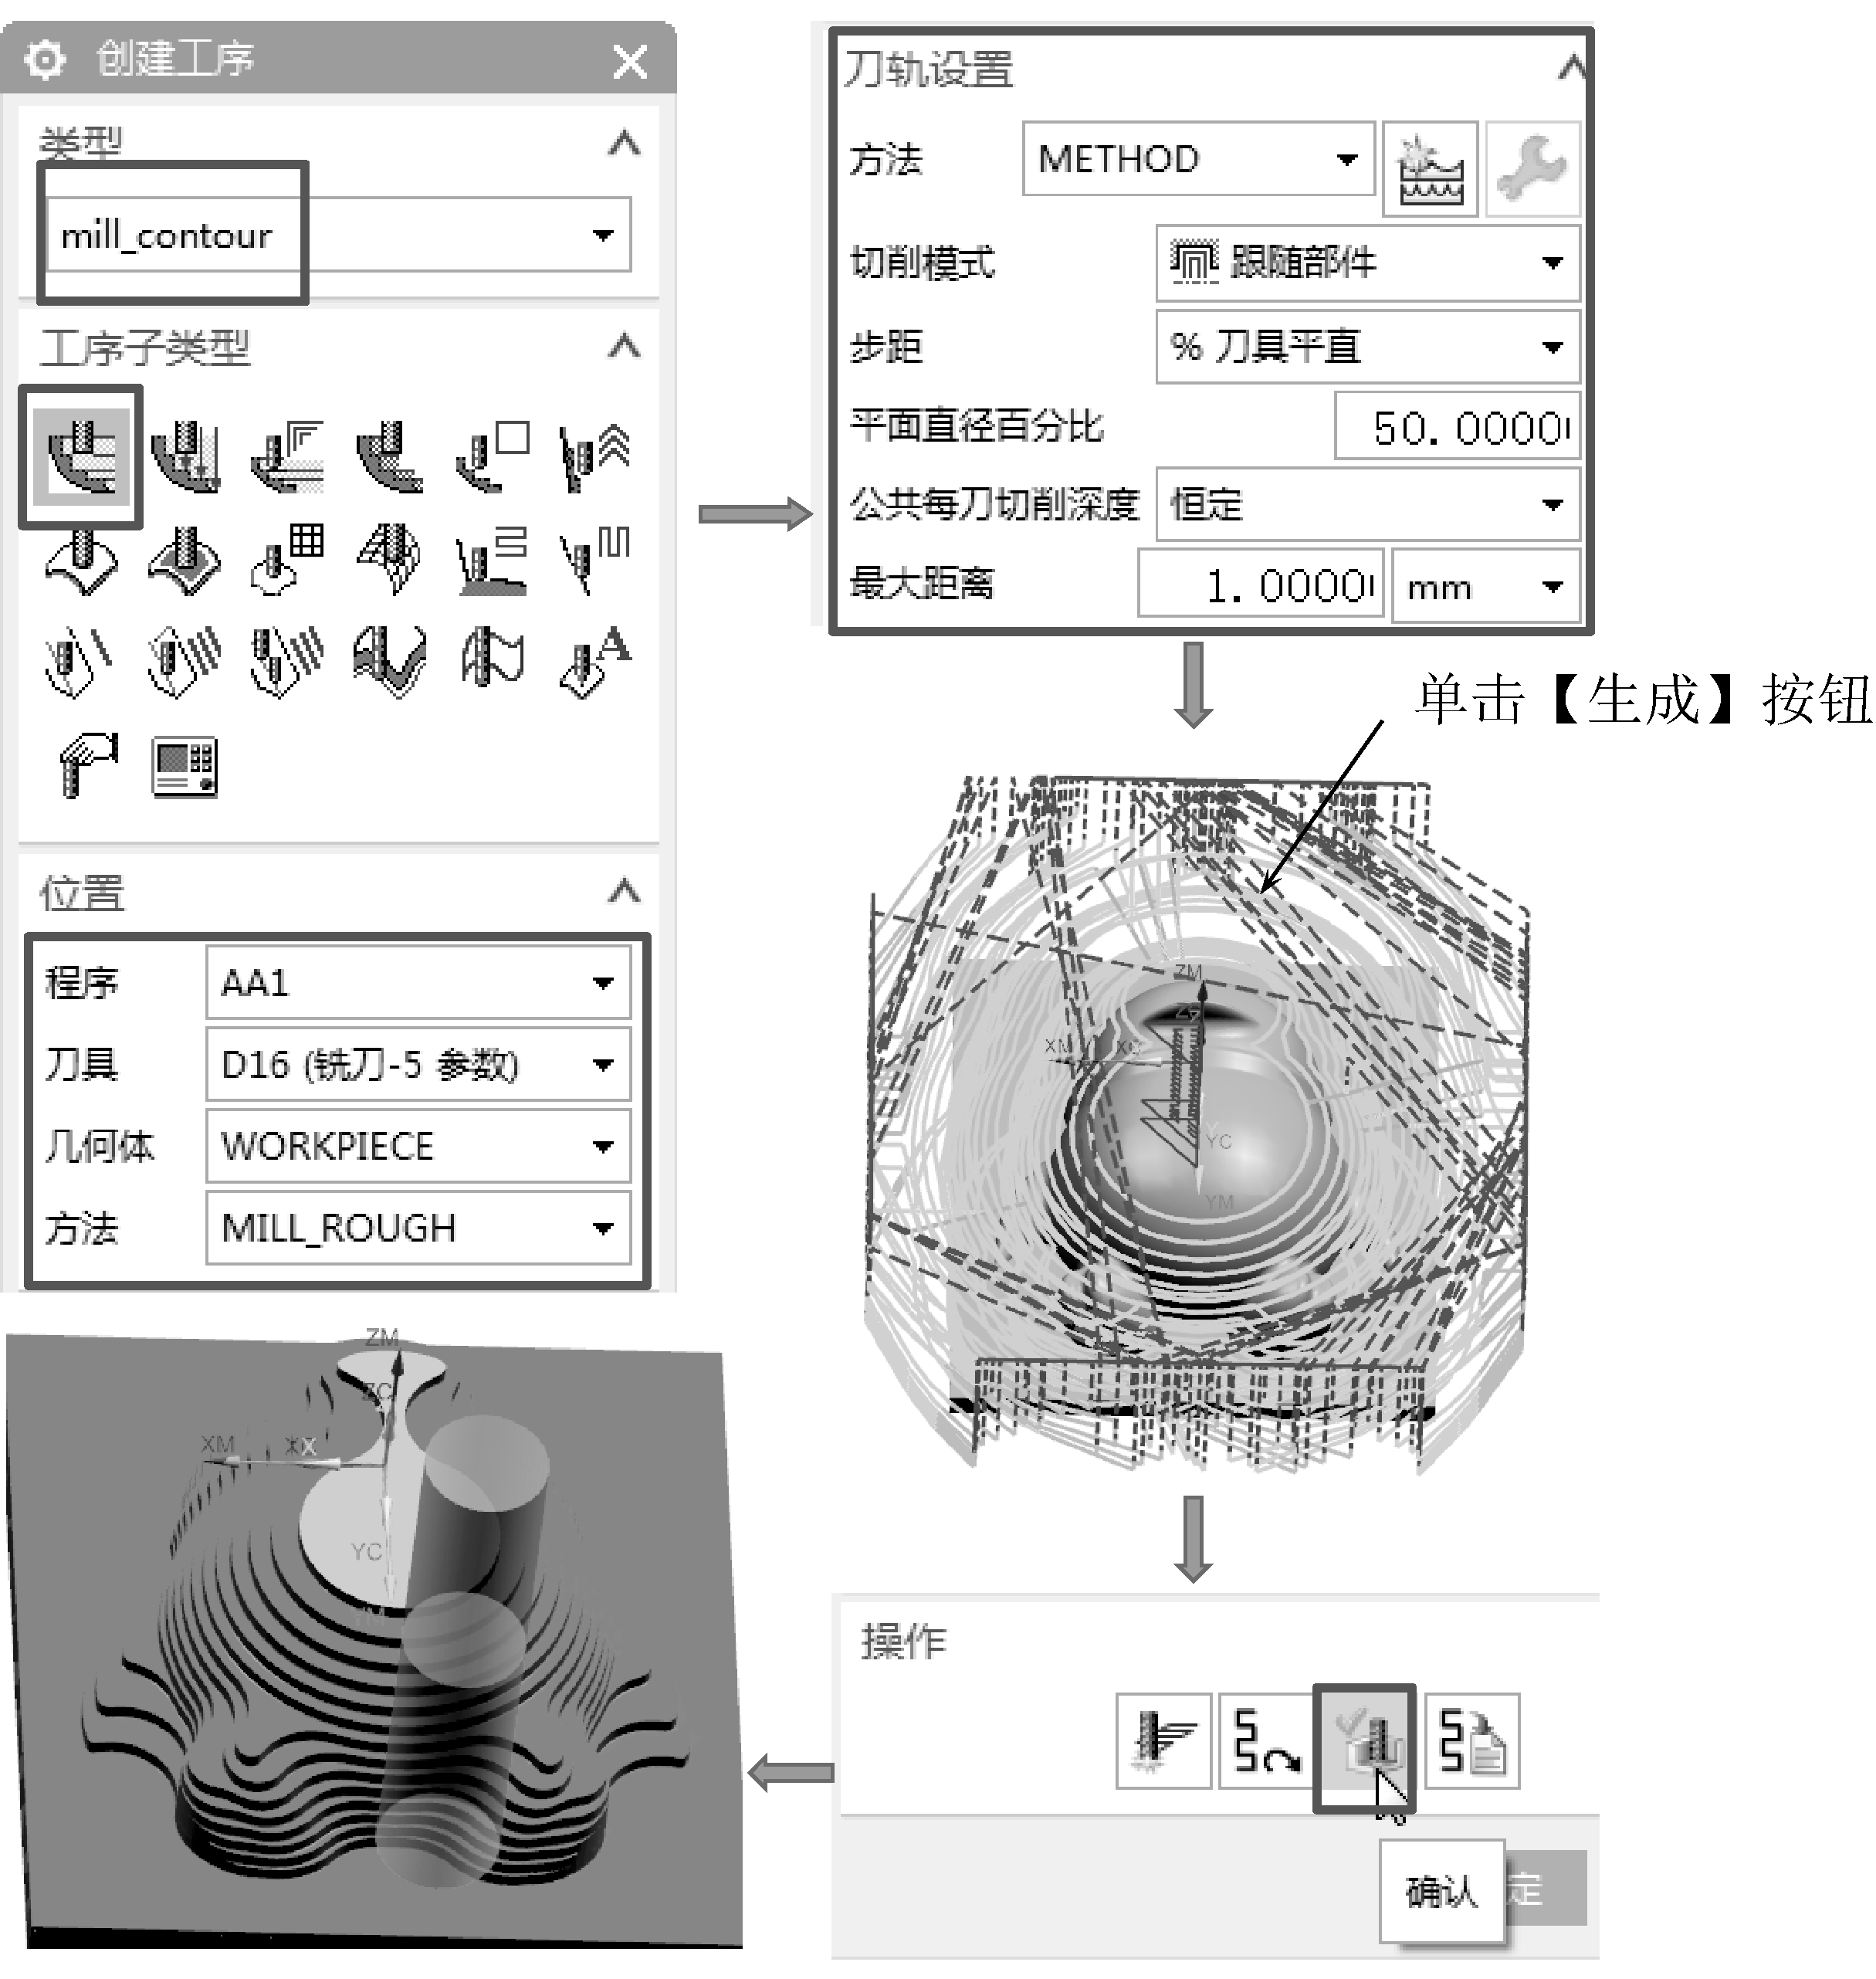 创建工序
类型
mill_contour
工序子类型
位置
程序 AA1
刀具 D16 (铣刀-5 参数)
几何体 WORKPIECE
方法 MILL_ROUGH
刀轨设置
方法 METHOD
切削模式 跟随部件
步距 % 刀具平直
平面直径百分比 50.0000
公共每刀切削深度 恒定
最大距离 1.0000 mm
单击【生成】按钮
ZM
XM
XC
YC
YM
操作
确认
定
ZM
ZC
XM
X
YC
YM